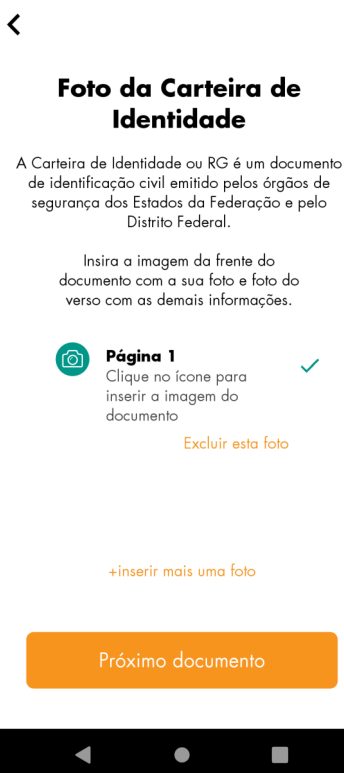 Foto da Carteira de
Identidade
A Carteira de Identidade ou RG é um documento
de identificação civil emitido pelos órgãos de
segurança dos Estados da Federação e pelo
Distrito Federal.
Insira a imagem da frente do
documento com a sua foto e foto do
verso com as demais informações.
Página 1
Clique no ícone para
inserir a imagem do
documento
Excluir esta foto
+inserir mais uma foto
Próximo documento